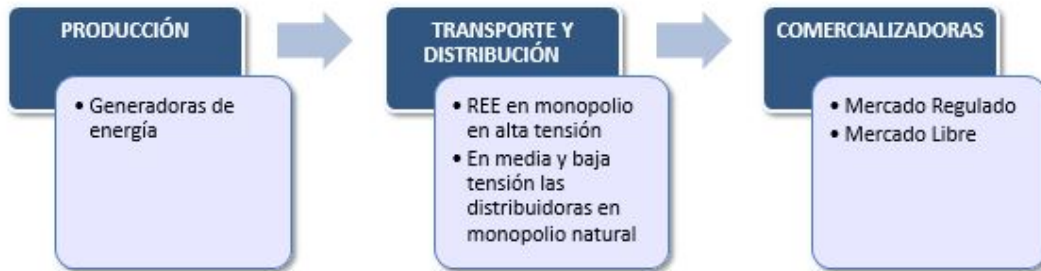 PRODUCCIÓN
• Generadoras de
energía
TRANSPORTE Y
DISTRIBUCIÓN
• REE en monopolio
en alta tensión
• En media y baja
tensión las
distribuidoras en
monopolio natural
COMERCIALIZADORAS
• Mercado Regulado
• Mercado Libre